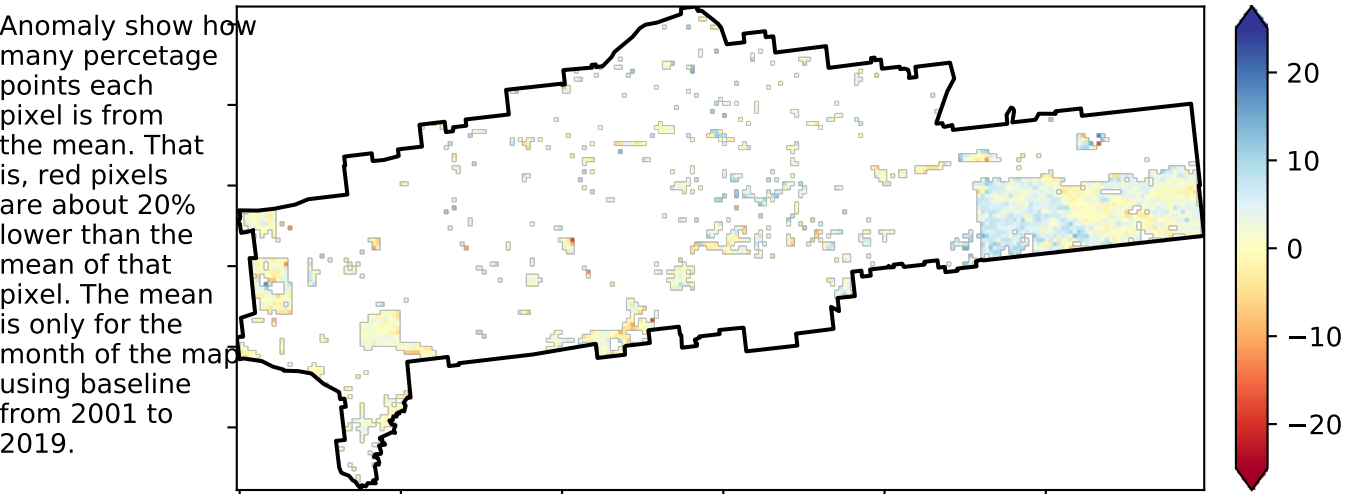 Anomaly show how
many percetage
points each
pixel is from
the mean. That
is, red pixels
are about 20%
lower than the
mean of that
pixel. The mean
is only for the
month of the map
using baseline
from 2001 to
2019.
20
10
0
−10
−20